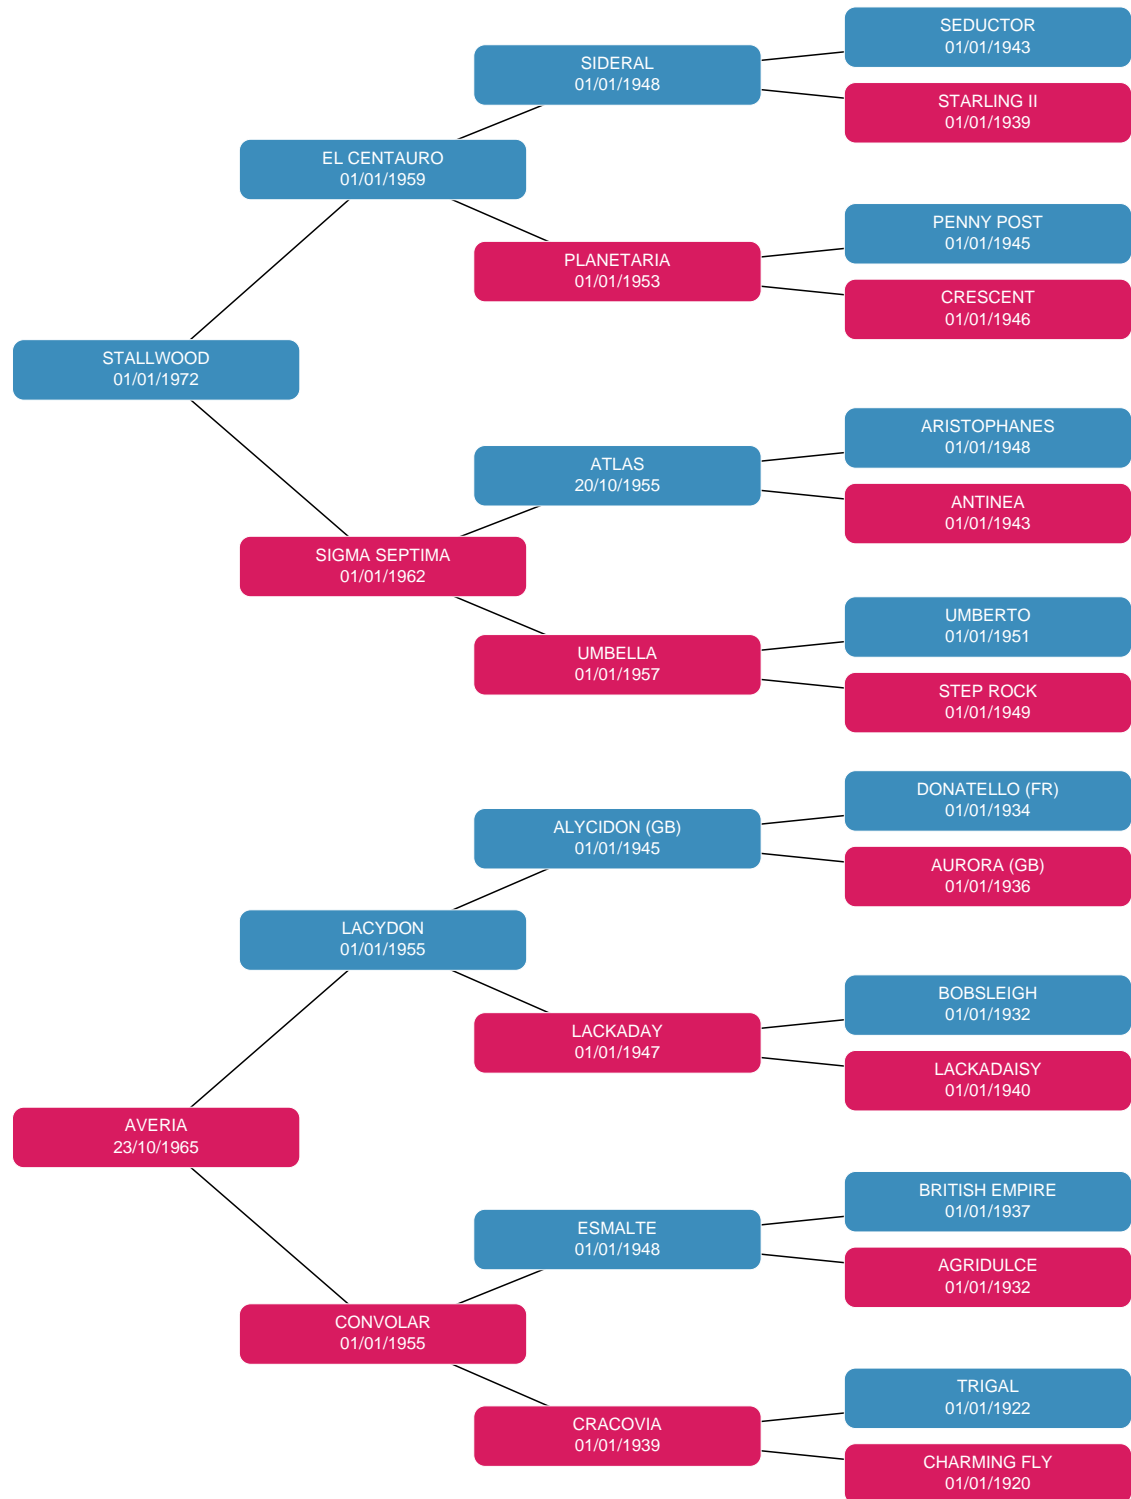 SEDUCTOR
01/01/1943
SIDERAL
01/01/1948
STARLING II
01/01/1939
EL CENTAURO
01/01/1959
PENNY POST
01/01/1945
PLANETARIA
01/01/1953
CRESCENT
01/01/1946
STALLWOOD
01/01/1972
ARISTOPHANES
01/01/1948
ATLAS
20/10/1955
ANTINEA
01/01/1943
SIGMA SEPTIMA
01/01/1962
UMBERTO
01/01/1951
UMBELLA
01/01/1957
STEP ROCK
01/01/1949
DONATELLO (FR)
01/01/1934
ALYCIDON (GB)
01/01/1945
AURORA (GB)
01/01/1936
LACYDON
01/01/1955
BOBSLEIGH
01/01/1932
LACKADAY
01/01/1947
LACKADAISY
01/01/1940
AVERIA
23/10/1965
BRITISH EMPIRE
01/01/1937
ESMALTE
01/01/1948
AGRIDULCE
01/01/1932
CONVOLAR
01/01/1955
TRIGAL
01/01/1922
CRACOVIA
01/01/1939
CHARMING FLY
01/01/1920